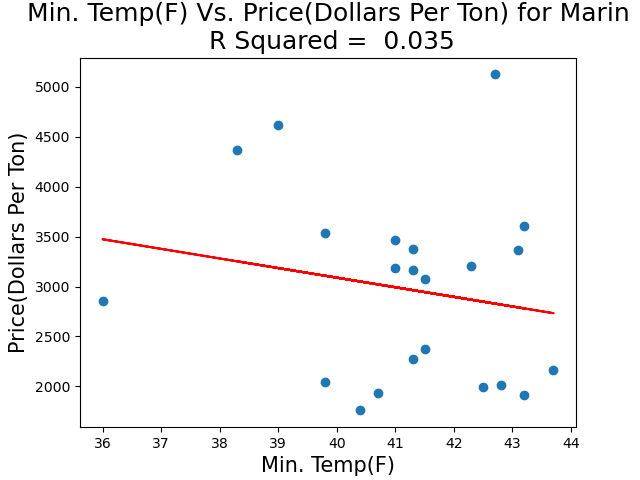 Min. Temp(F) Vs. Price(Dollars Per Ton) for Marin
R Squared =  0.035
Price(Dollars Per Ton)
5000
4500
4000
3500
3000
2500
2000
36 37 38 39 40 41 42 43 44
Min. Temp(F)